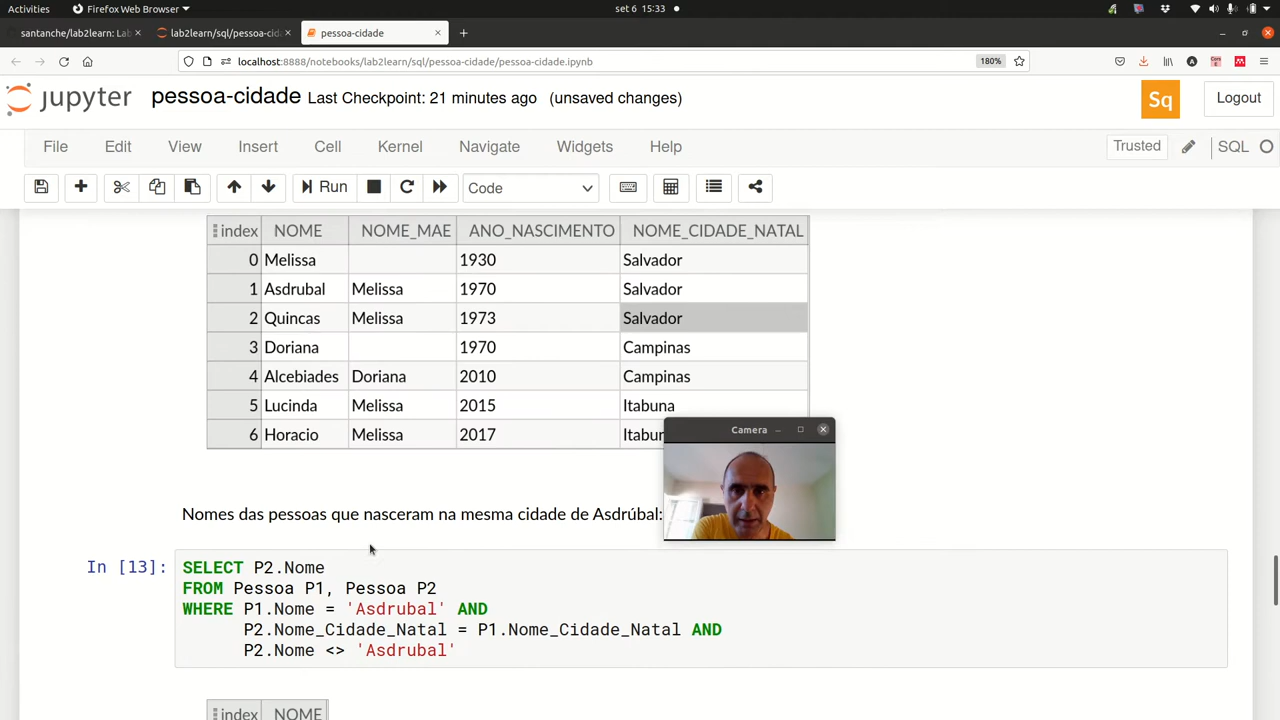 Activities Firefox Web Browser set 6 15:33
santanche/lab2learn: Lab lab2learn/sql/pessoa-cid pessoa-cidade
localhost:8888/notebooks/lab2learn/sql/pessoa-cidade/pessoa-cidade.ipynb 180%
jupyter pessoa-cidade Last Checkpoint: 21 minutes ago (unsaved changes) Sq Logout
File Edit View Insert Cell Kernel Navigate Widgets Help Trusted SQL
Run Code
index NOME NOME_MAE ANO_NASCIMENTO NOME_CIDADE_NATAL
0 Melissa 1930 Salvador
1 Asdrubal Melissa 1970 Salvador
2 Quincas Melissa 1973 Salvador
3 Doriana 1970 Campinas
4 Alcebiades Doriana 2010 Campinas
5 Lucinda Melissa 2015 Itabuna
6 Horacio Melissa 2017 Itabun
Camera
Nomes das pessoas que nasceram na mesma cidade de Asdrúbal:
In [13]: SELECT P2.Nome
FROM Pessoa P1, Pessoa P2
WHERE P1.Nome = 'Asdrubal' AND
P2.Nome_Cidade_Natal = P1.Nome_Cidade_Natal AND
P2.Nome <> 'Asdrubal'
index NOME